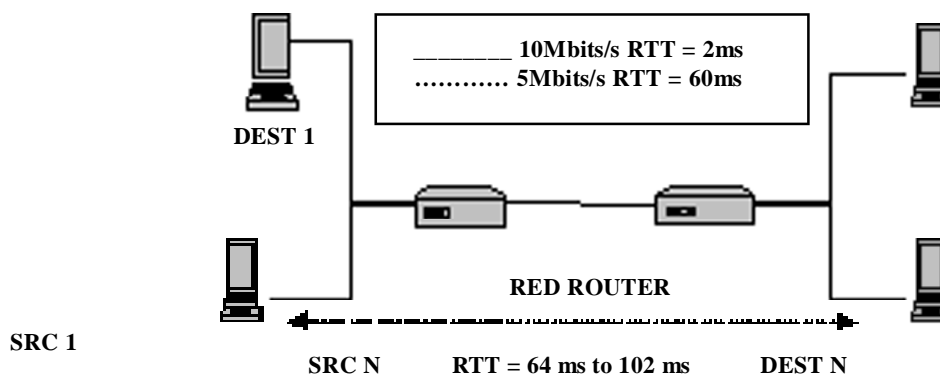 ________ 10Mbits/s RTT = 2ms
………… 5Mbits/s RTT = 60ms
DEST 1
RED ROUTER
SRC 1
SRC N RTT = 64 ms to 102 ms DEST N